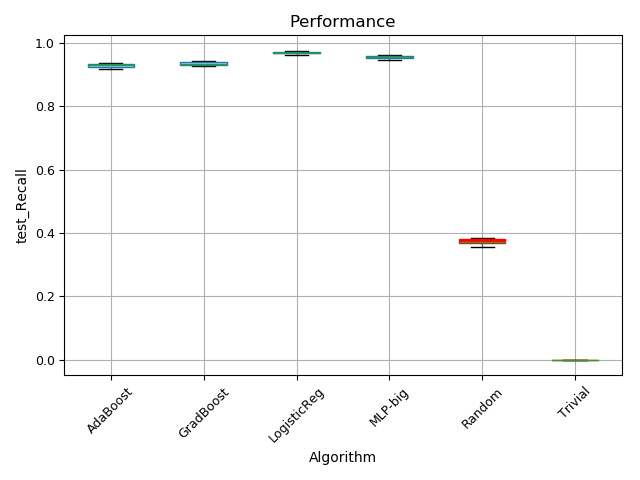 Performance
1.0
0.8
0.6
0.4
0.2
0.0
test_Recall
AdaBoost
GradBoost
LogisticReg
MLP-big
Random
Trivial
Algorithm